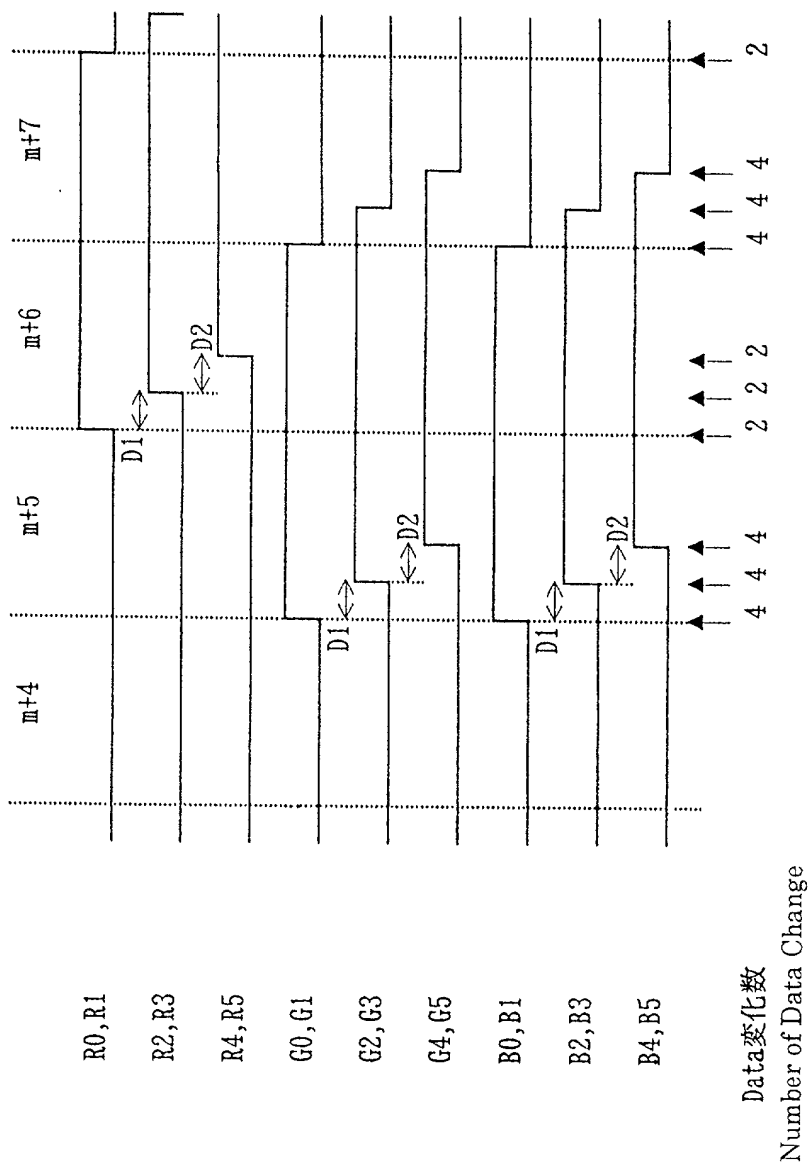 m+4 m+5 m+6 m+7
R0,R1
R2,R3
D1
R4,R5
D2
G0,G1
G2,G3
D1
G4,G5
D2
B0,B1
B2,B3
D1
B4,B5
D2
Data変化数 4 4 4 2 2 2 4 4 4 2
Number of Data Change